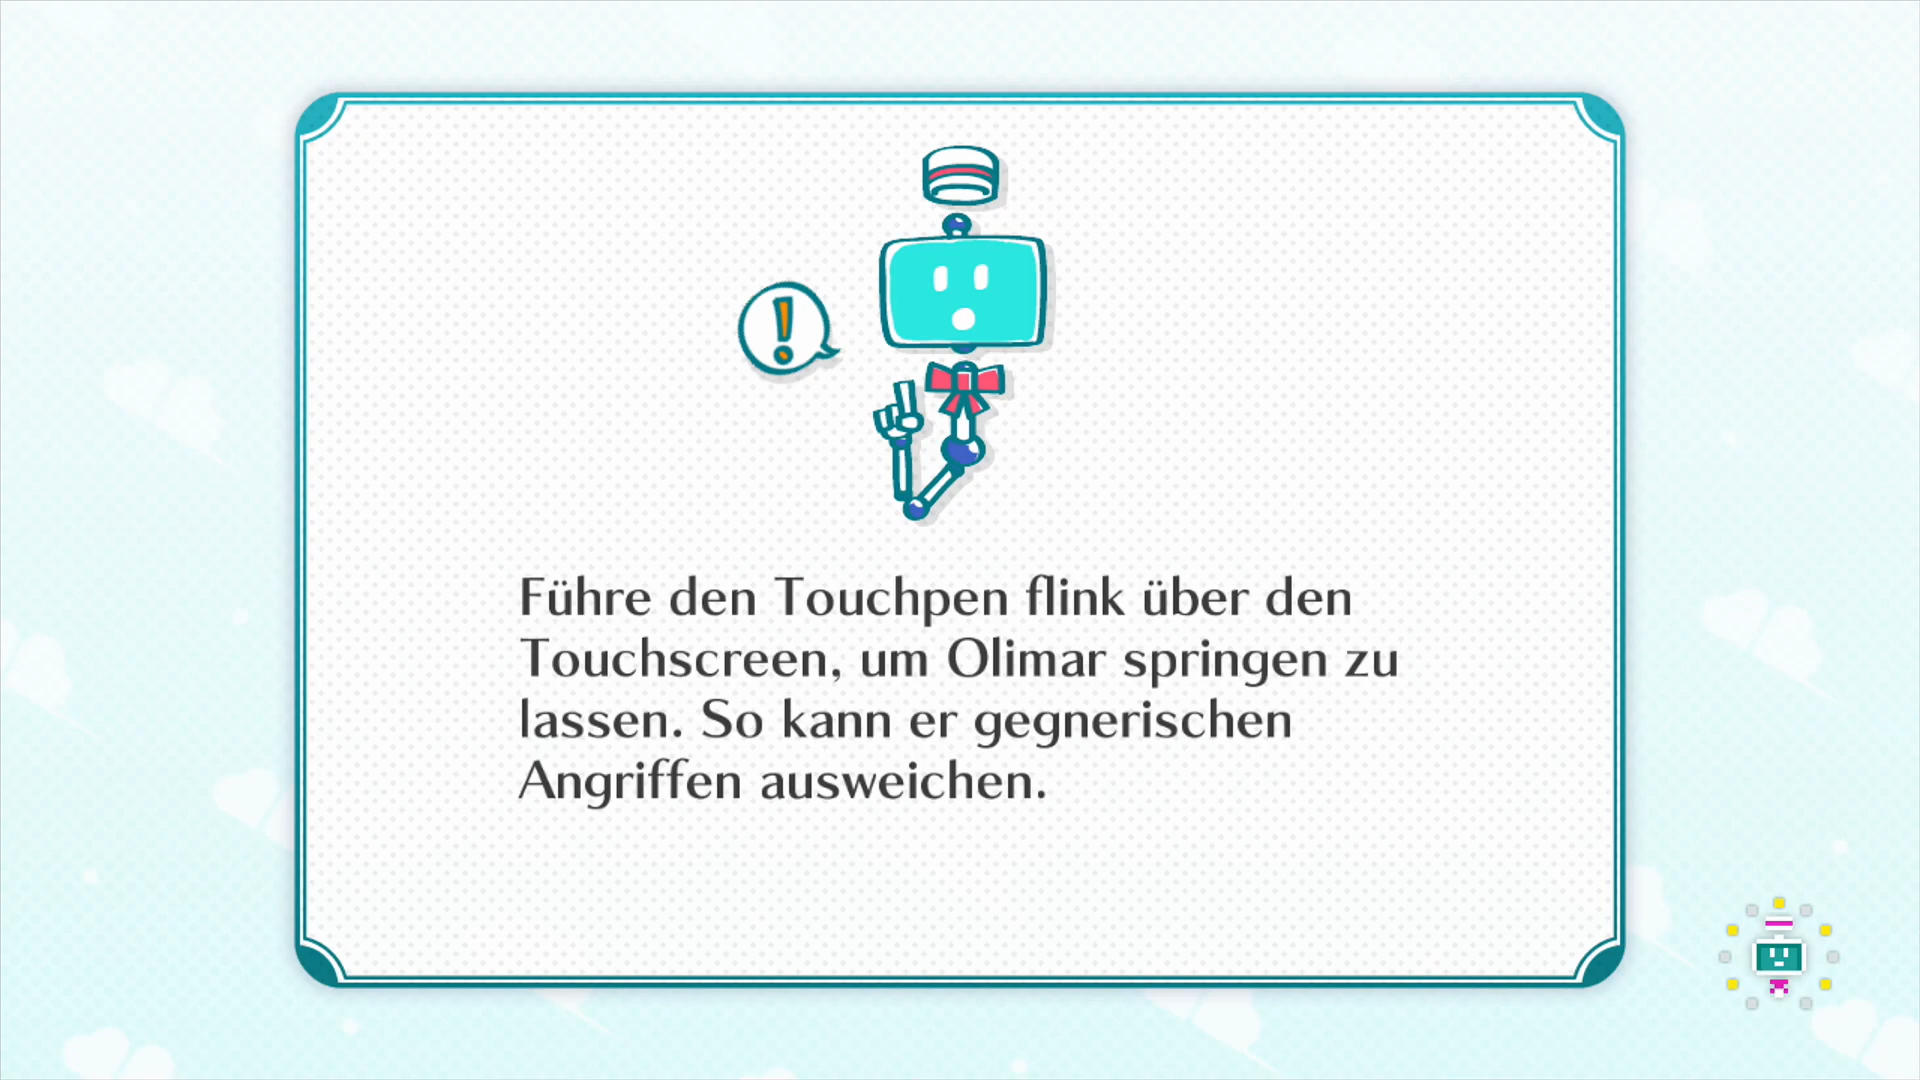 !
Führe den Touchpen flink über den
Touchscreen, um Olimar springen zu
lassen. So kann er gegnerischen
Angriffen ausweichen.